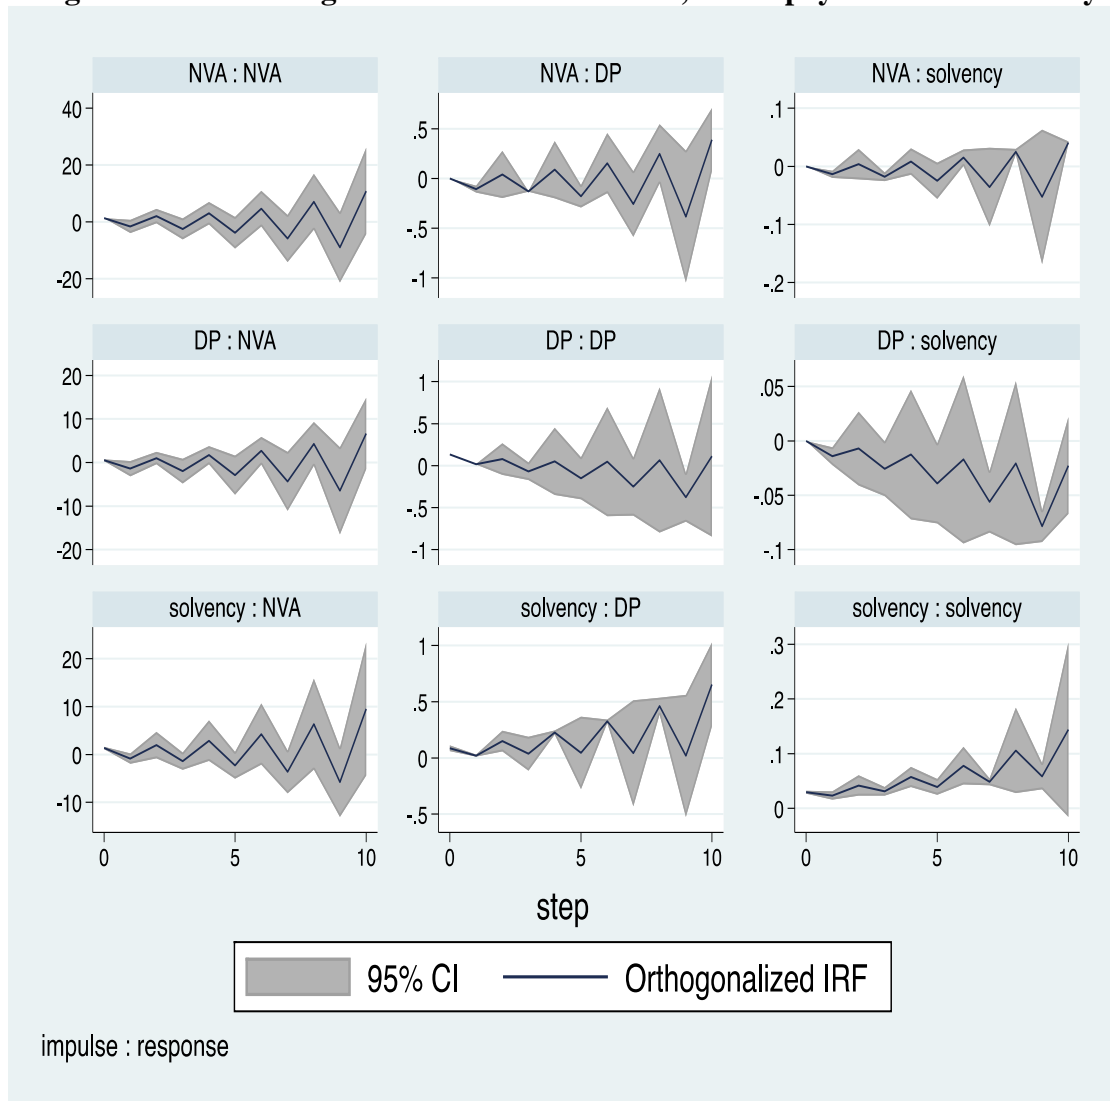 NVA : NVA
NVA : DP
NVA : solvency
40
20
0
-20
.5
0
-.5
-1
.1
0
-.1
-.2
DP : NVA
DP : DP
DP : solvency
20
10
0
-10
-20
1
.5
0
-.5
-1
.05
0
-.05
-.1
solvency : NVA
solvency : DP
solvency : solvency
20
10
0
-10
1
.5
0
-.5
.3
.2
.1
0
0 5 10
0 5 10
0 5 10
step
95% CI
Orthogonalized IRF
impulse : response